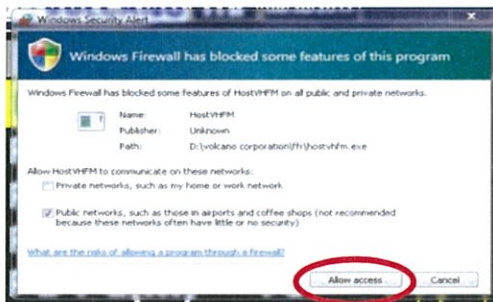 Windows Security Alert
Windows Firewall has blocked some features of this program
Windows Firewall has blocked some features of HostVHFM on all public and private networks.
Name: HostVHFM
Publisher: Unknown
Path: D:\volcano corporation\ffr\hostvhfm.exe
Allow HostVHFM to communicate on these networks:
Private networks, such as my home or work network
Public networks, such as those in airports and coffee shops (not recommended
because these networks often have little or no security)
What are the risks of allowing a program through a firewall?
Allow access
Cancel